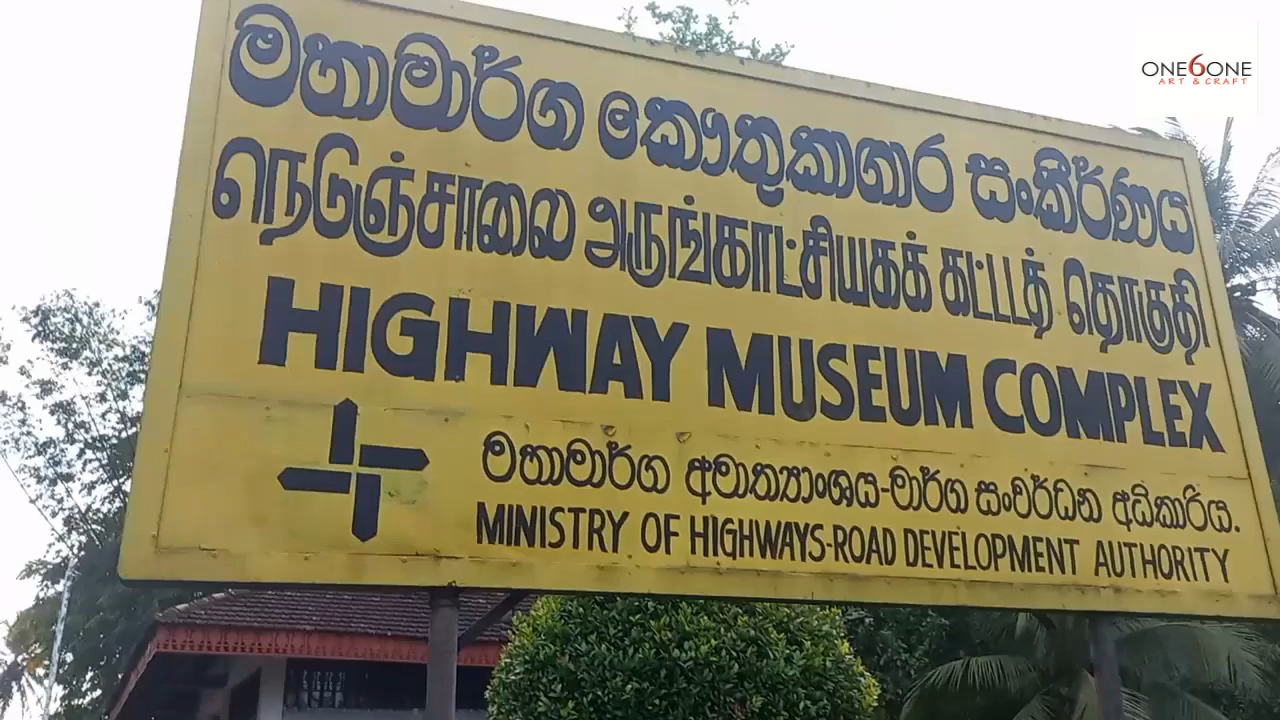 ONE6ONE
ART & CRAFT
මහාමාර්ග කෞතුකාගාර සංකීර්ණය
நெடுஞ்சாலை அருங்காட்சியகக் கட்டடத் தொகுதி
HIGHWAY MUSEUM COMPLEX
මහාමාර්ග අමාත්‍යාංශය-මාර්ග සංවර්ධන අධිකාරිය.
MINISTRY OF HIGHWAYS-ROAD DEVELOPMENT AUTHORITY